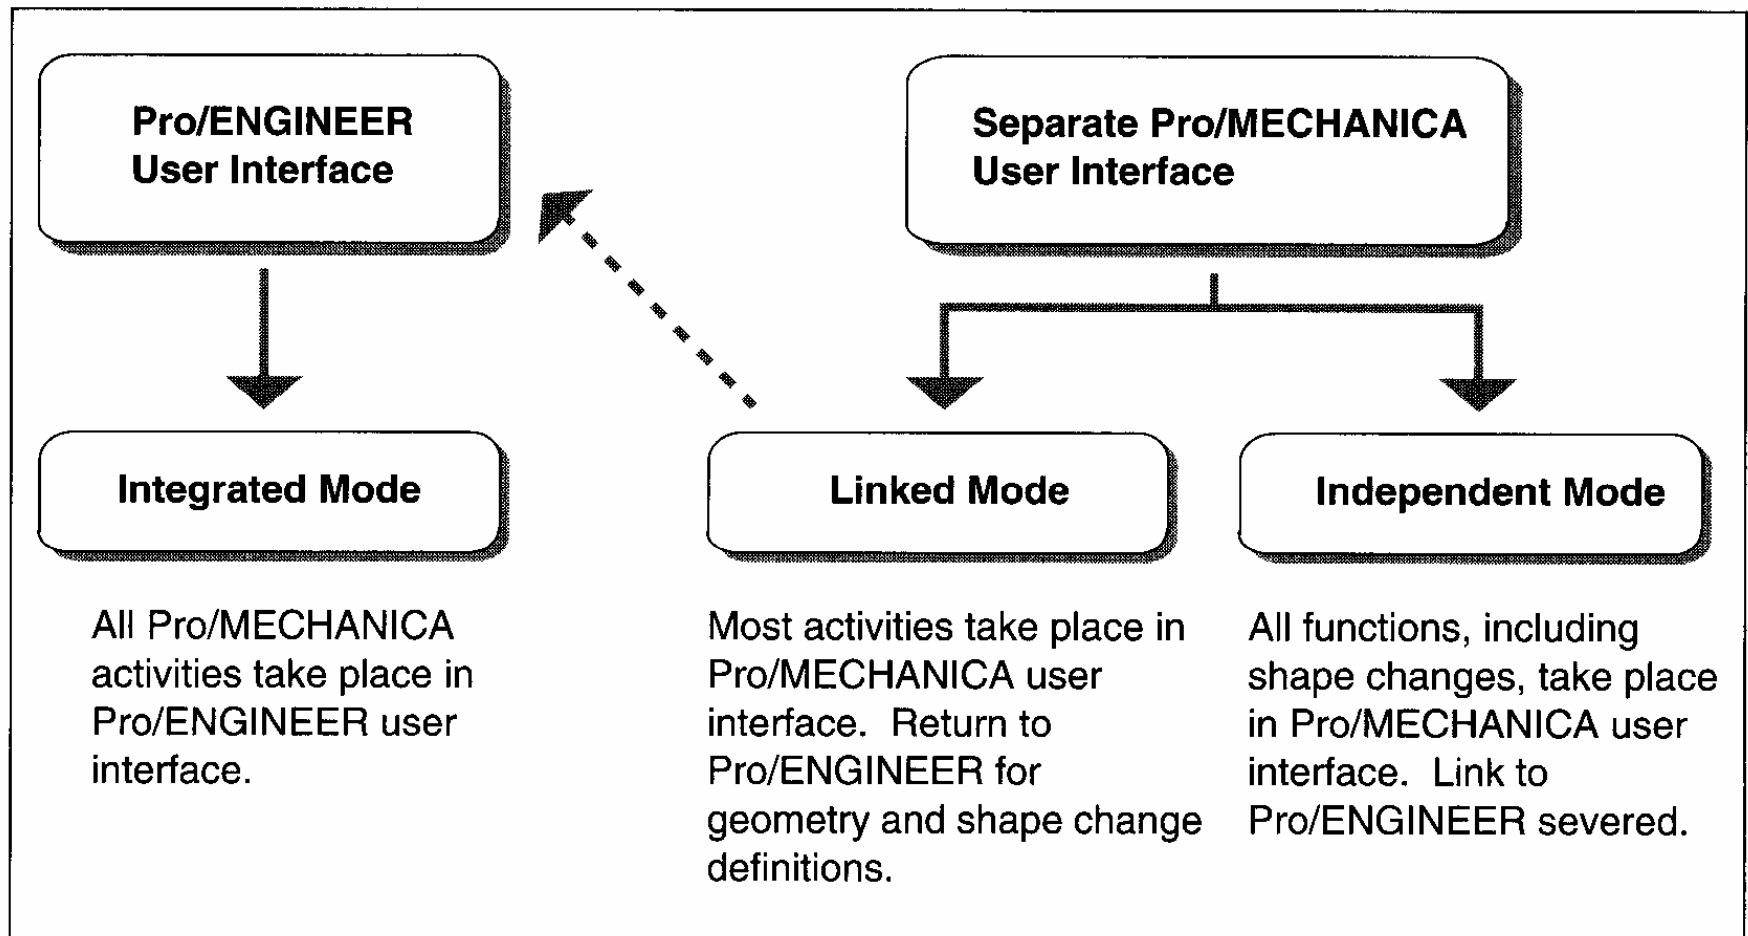 Pro/ENGINEER
User Interface
Separate Pro/MECHANICA
User Interface
Integrated Mode
Linked Mode
Independent Mode
All Pro/MECHANICA
activities take place in
Pro/ENGINEER user
interface.
Most activities take place in
Pro/MECHANICA user
interface. Return to
Pro/ENGINEER for
geometry and shape change
definitions.
All functions, including
shape changes, take place
in Pro/MECHANICA user
interface. Link to
Pro/ENGINEER severed.